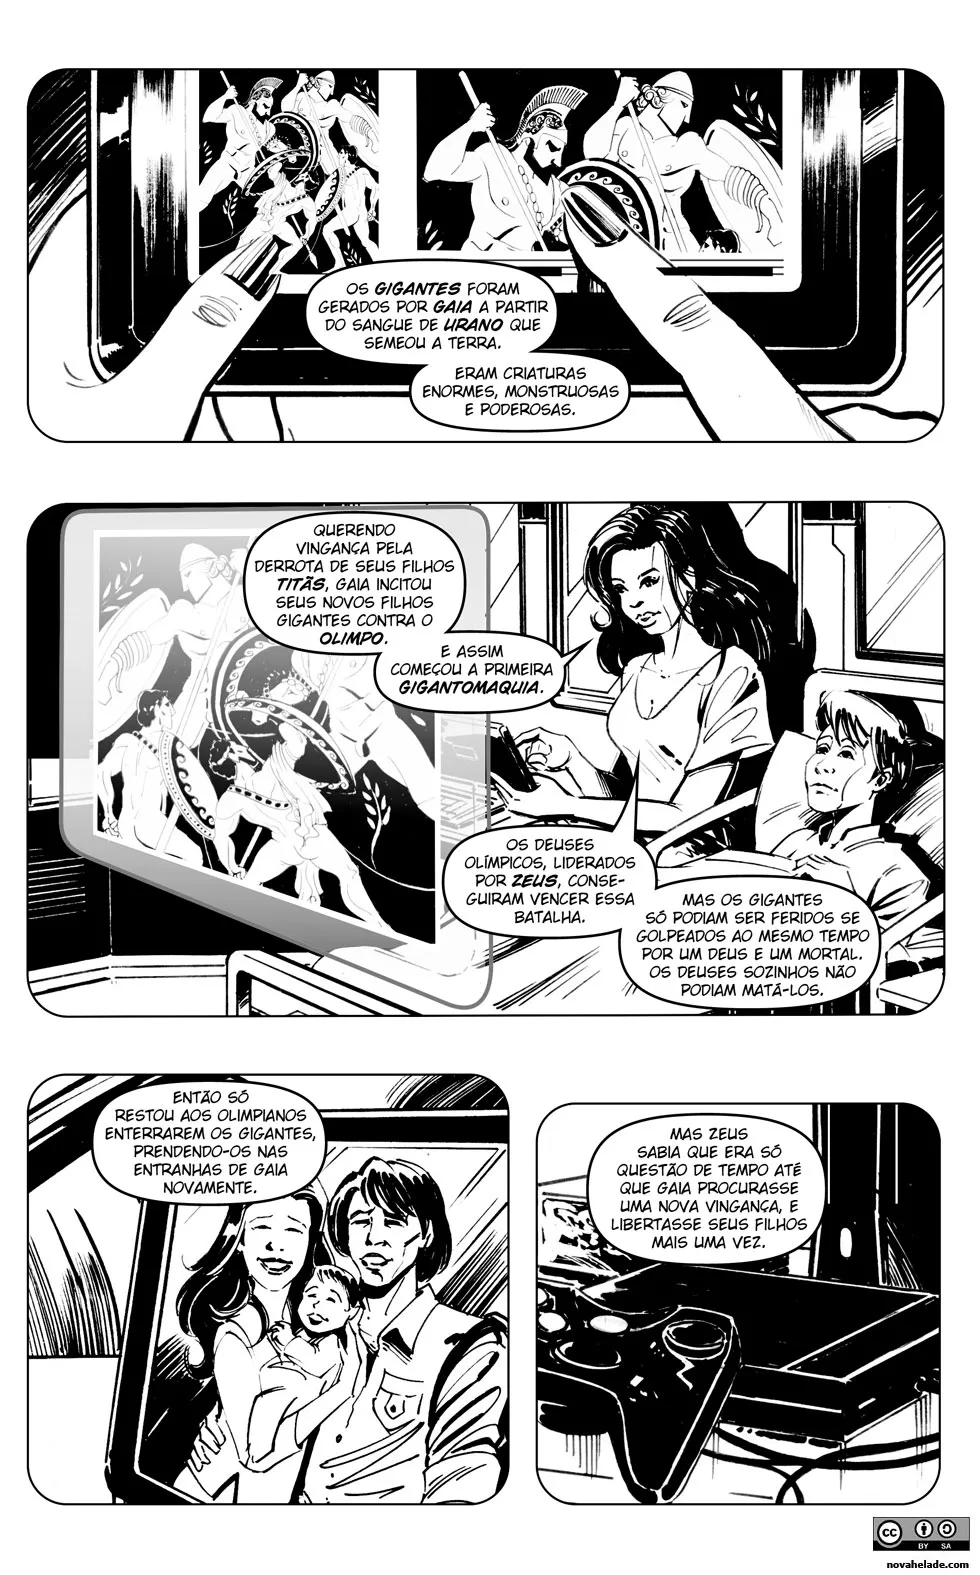 OS GIGANTES FORAM
GERADOS POR GAIA A PARTIR
DO SANGUE DE URANO QUE
SEMEOU A TERRA.
ERAM CRIATURAS
ENORMES, MONSTRUOSAS
E PODEROSAS.
QUERENDO
VINGANÇA PELA
DERROTA DE SEUS FILHOS
TITÃS, GAIA INCITOU
SEUS NOVOS FILHOS
GIGANTES CONTRA O
OLIMPO.
E ASSIM
COMEÇOU A PRIMEIRA
GIGANTOMAQUIA.
OS DEUSES
OLÍMPICOS, LIDERADOS
POR ZEUS, CONSE-
GUIRAM VENCER ESSA
BATALHA.
MAS OS GIGANTES
SÓ PODIAM SER FERIDOS SE
GOLPEADOS AO MESMO TEMPO
POR UM DEUS E UM MORTAL.
OS DEUSES SOZINHOS NÃO
PODIAM MATÁ-LOS.
ENTÃO SÓ
RESTOU AOS OLIMPIANOS
ENTERRAREM OS GIGANTES,
PRENDENDO-OS NAS
ENTRANHAS DE GAIA
NOVAMENTE.
MAS ZEUS
SABIA QUE ERA SÓ
QUESTÃO DE TEMPO ATÉ
QUE GAIA PROCURASSE
UMA NOVA VINGANÇA, E
LIBERTASSE SEUS FILHOS
MAIS UMA VEZ.
cc
BY SA
novahelade.com